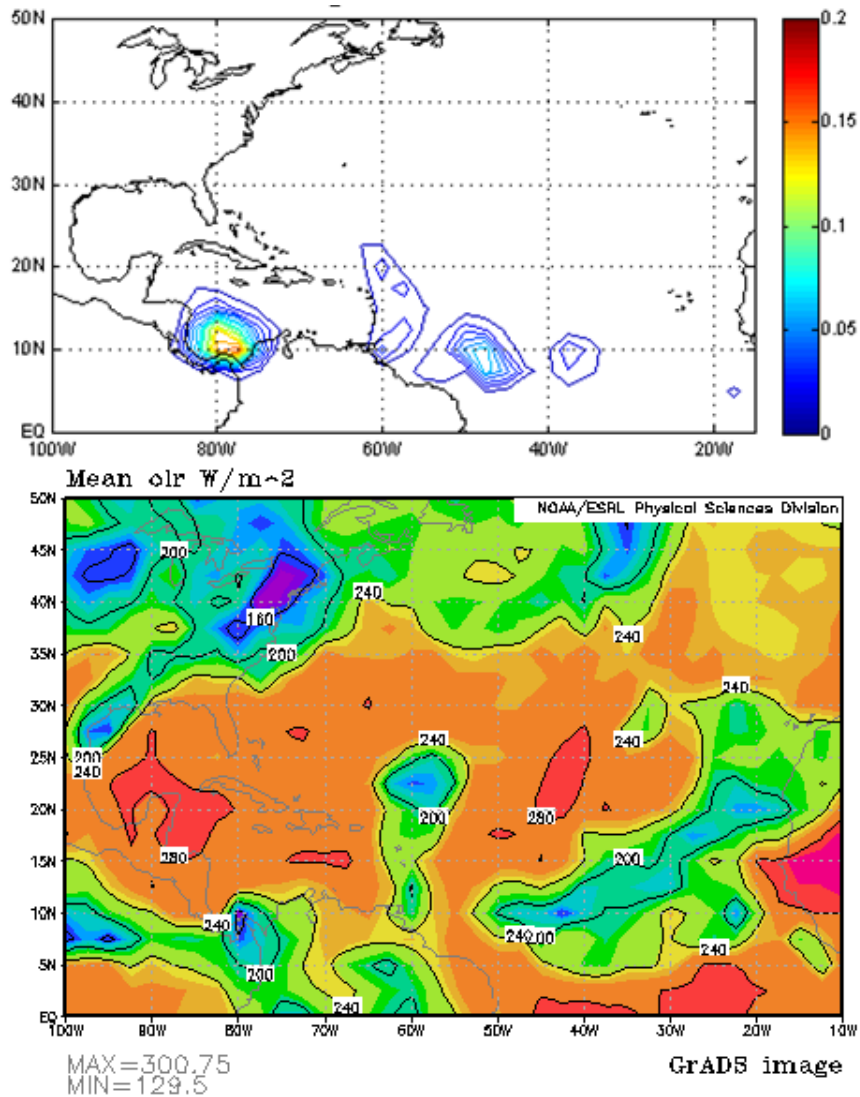 50N
0.2
40N
0.15
30N
0.1
20N
0.05
10N
EQ
0
100W 80W 60W 40W 20W
Mean olr W/m^2
50N
NOAA/ESRL Physical Sciences Division
45N
200
40N
240
160
240
35N
200
240
30N
240
25N
200
240
240
20N
200
280
280
15N
200
10N
240
240
200
240
5N
200
240
240
EQ
100W 90W 80W 70W 60W 50W 40W 30W 20W 10W
MAX=300.75
MIN=129.5
GrADS image